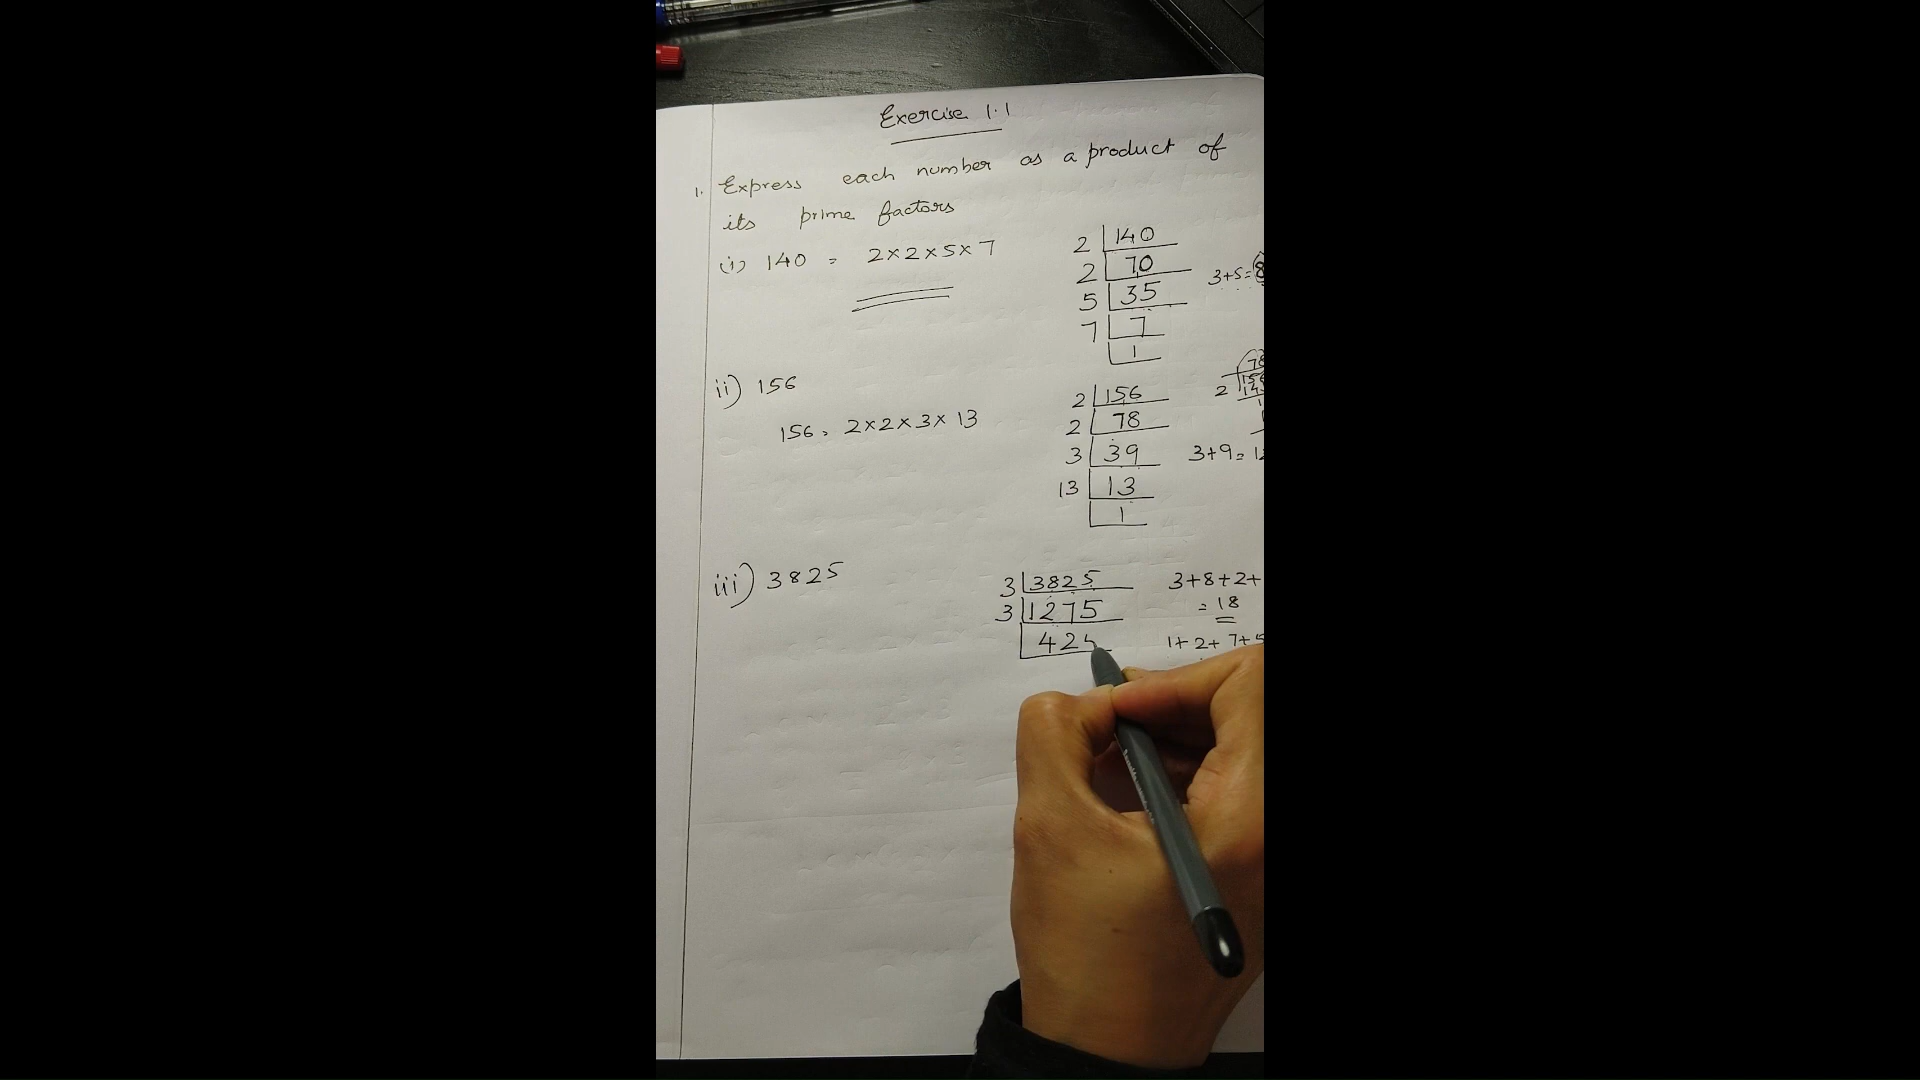 Exercise 1.1
1. Express each number as a product of
its prime factors
(i) 140 = 2×2×5×7
2 140
2 70
5 35
7 7
1
3+5=8
ii) 156
156 = 2×2×3×13
2 156
2 78
3 39
13 13
1
78
2
3+9=
iii) 3825
3 3825
3 1275
425
3+8+2+
=18
1+2+7+5